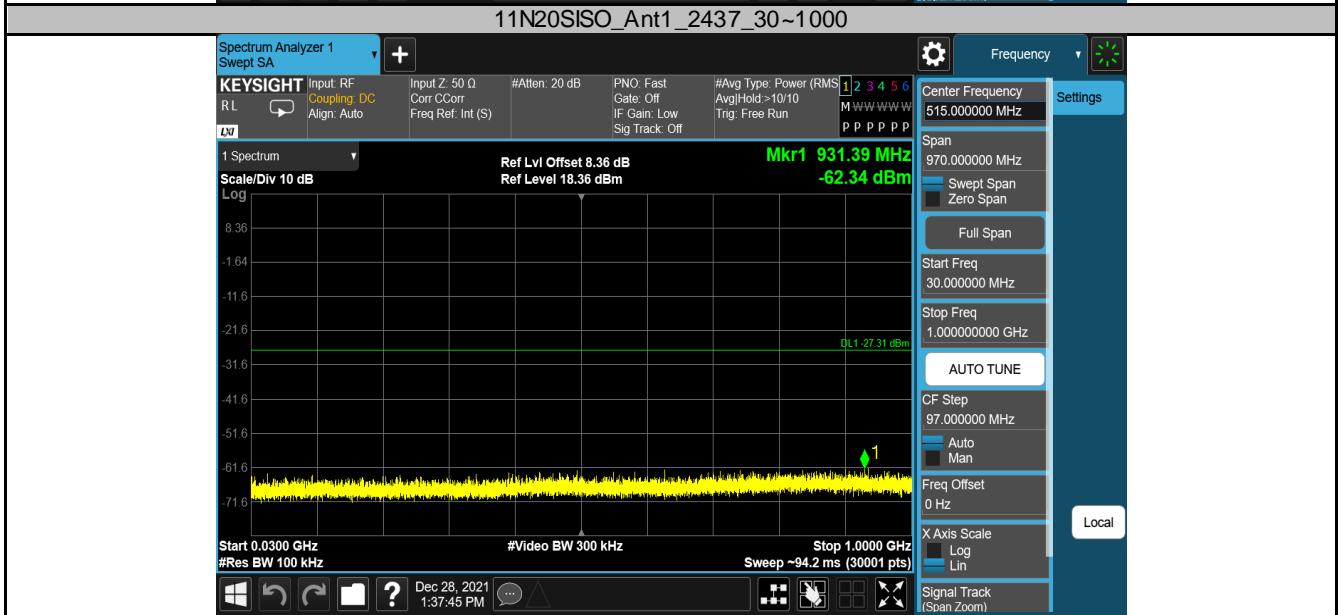 11N20SISO_Ant1_2437_30~1000
Spectrum Analyzer 1
Swept SA
+
Frequency
KEYSIGHT
R L
LXI
Input: RF
Coupling: DC
Align: Auto
Input Z: 50 Ω
Corr CCorr
Freq Ref: Int (S)
#Atten: 20 dB
PNO: Fast
Gate: Off
IF Gain: Low
Sig Track: Off
#Avg Type: Power (RMS
Avg|Hold:>10/10
Trig: Free Run
1 2 3 4 5 6
M W W W W W
P P P P P P
1 Spectrum
Scale/Div 10 dB
Log
Ref Lvl Offset 8.36 dB
Ref Level 18.36 dBm
Mkr1 931.39 MHz
-62.34 dBm
8.36
-1.64
-11.6
-21.6
DL1 -27.31 dBm
-31.6
-41.6
-51.6
1
-61.6
-71.6
Start 0.0300 GHz
#Video BW 300 kHz
Stop 1.0000 GHz
#Res BW 100 kHz
Sweep ~94.2 ms (30001 pts)
?
Dec 28, 2021
1:37:45 PM
Center Frequency
515.000000 MHz
Settings
Span
970.000000 MHz
Swept Span
Zero Span
Full Span
Start Freq
30.000000 MHz
Stop Freq
1.000000000 GHz
AUTO TUNE
CF Step
97.000000 MHz
Auto
Man
Freq Offset
0 Hz
Local
X Axis Scale
Log
Lin
Signal Track
(Span Zoom)